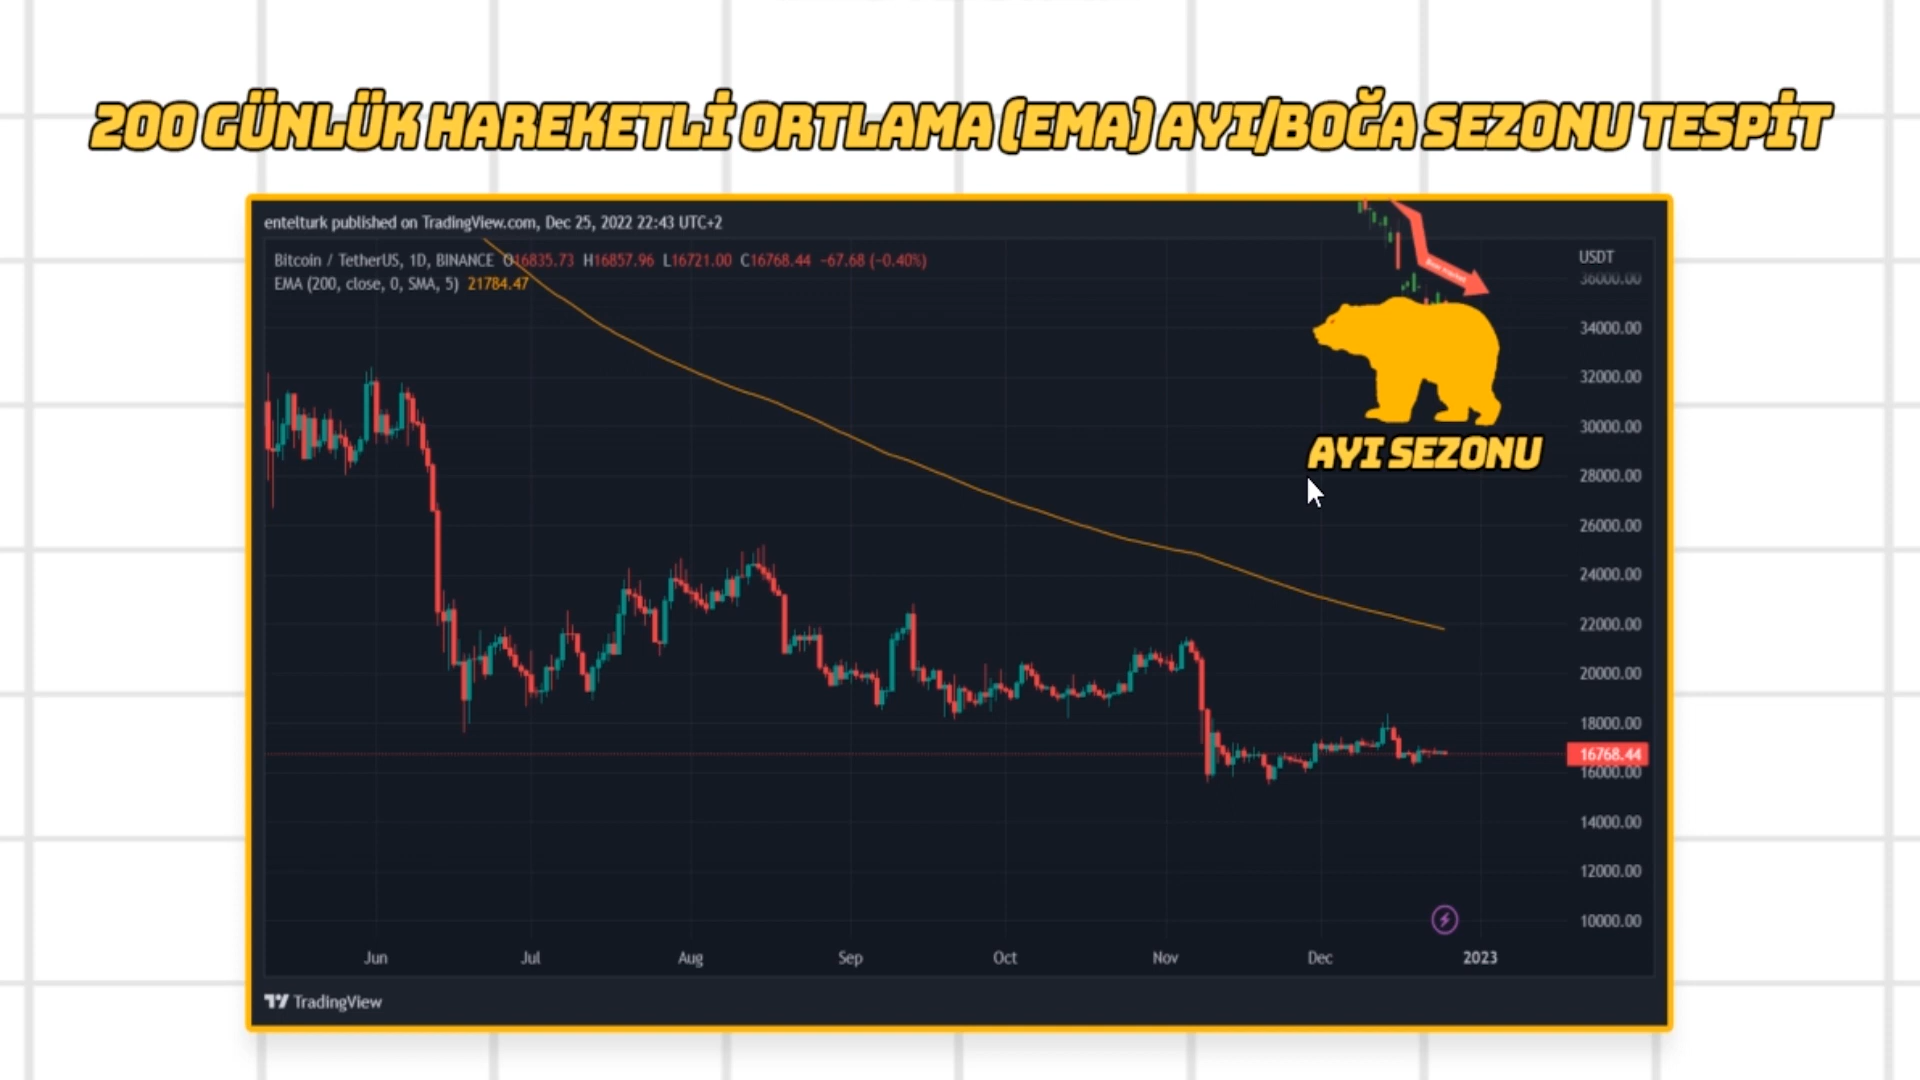 200 GÜNLÜK HAREKETLİ ORTLAMA (EMA) AYI/BOĞA SEZONU TESPİT
entelturk published on TradingView.com, Dec 25, 2022 22:43 UTC+2
Bitcoin / TetherUS, 1D, BINANCE O16835.73 H16857.96 L16721.00 C16768.44 −67.68 (−0.40%)
EMA (200, close, 0, SMA, 5) 21784.47
USDT
36000.00
34000.00
32000.00
30000.00
AYI SEZONU
28000.00
26000.00
24000.00
22000.00
20000.00
18000.00
16768.44
16000.00
14000.00
12000.00
10000.00
Jun Jul Aug Sep Oct Nov Dec 2023
TradingView